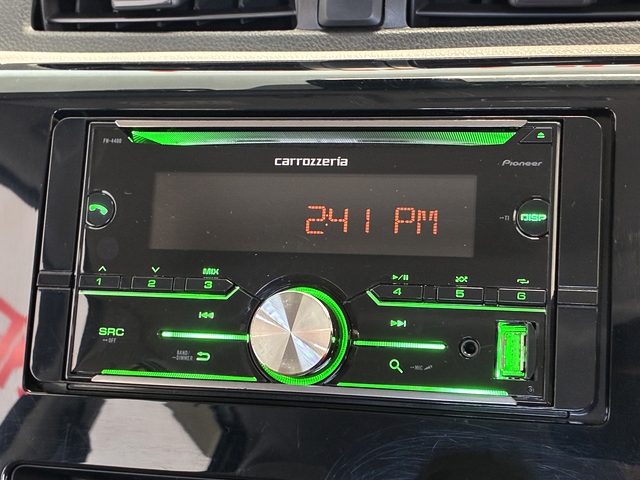 FH-4400
carrozzeria
Pioneer
2:41 PM
DISP
MIX
1 2 3
4 5 6
SRC
OFF
BAND/
DIMMER
MIC